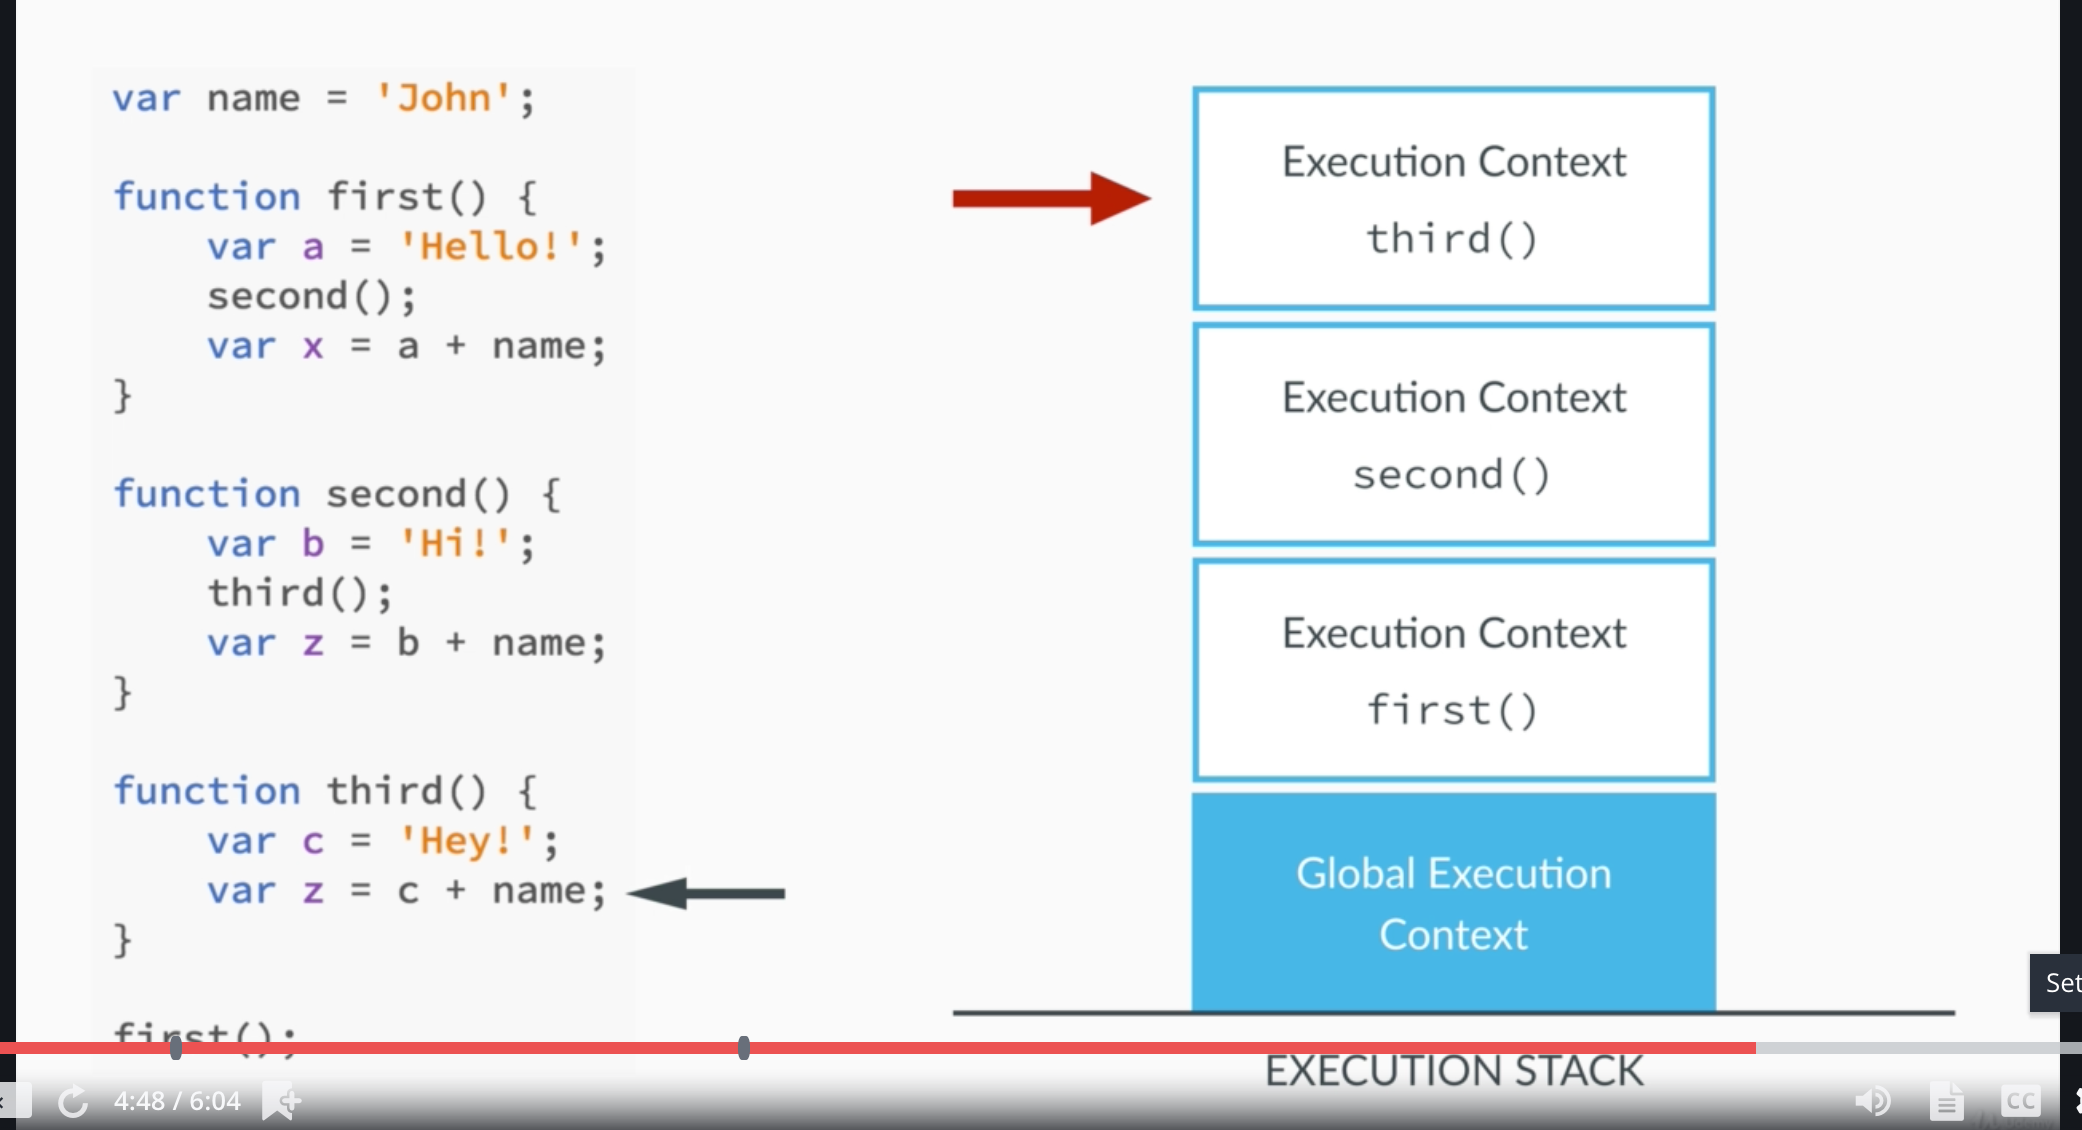 var name = 'John';
function first() {
    var a = 'Hello!';
    second();
    var x = a + name;
}
function second() {
    var b = 'Hi!';
    third();
    var z = b + name;
}
function third() {
    var c = 'Hey!';
    var z = c + name;
}
first();
Execution Context
third()
Execution Context
second()
Execution Context
first()
Global Execution
Context
EXECUTION STACK
Set
4:48 / 6:04
CC